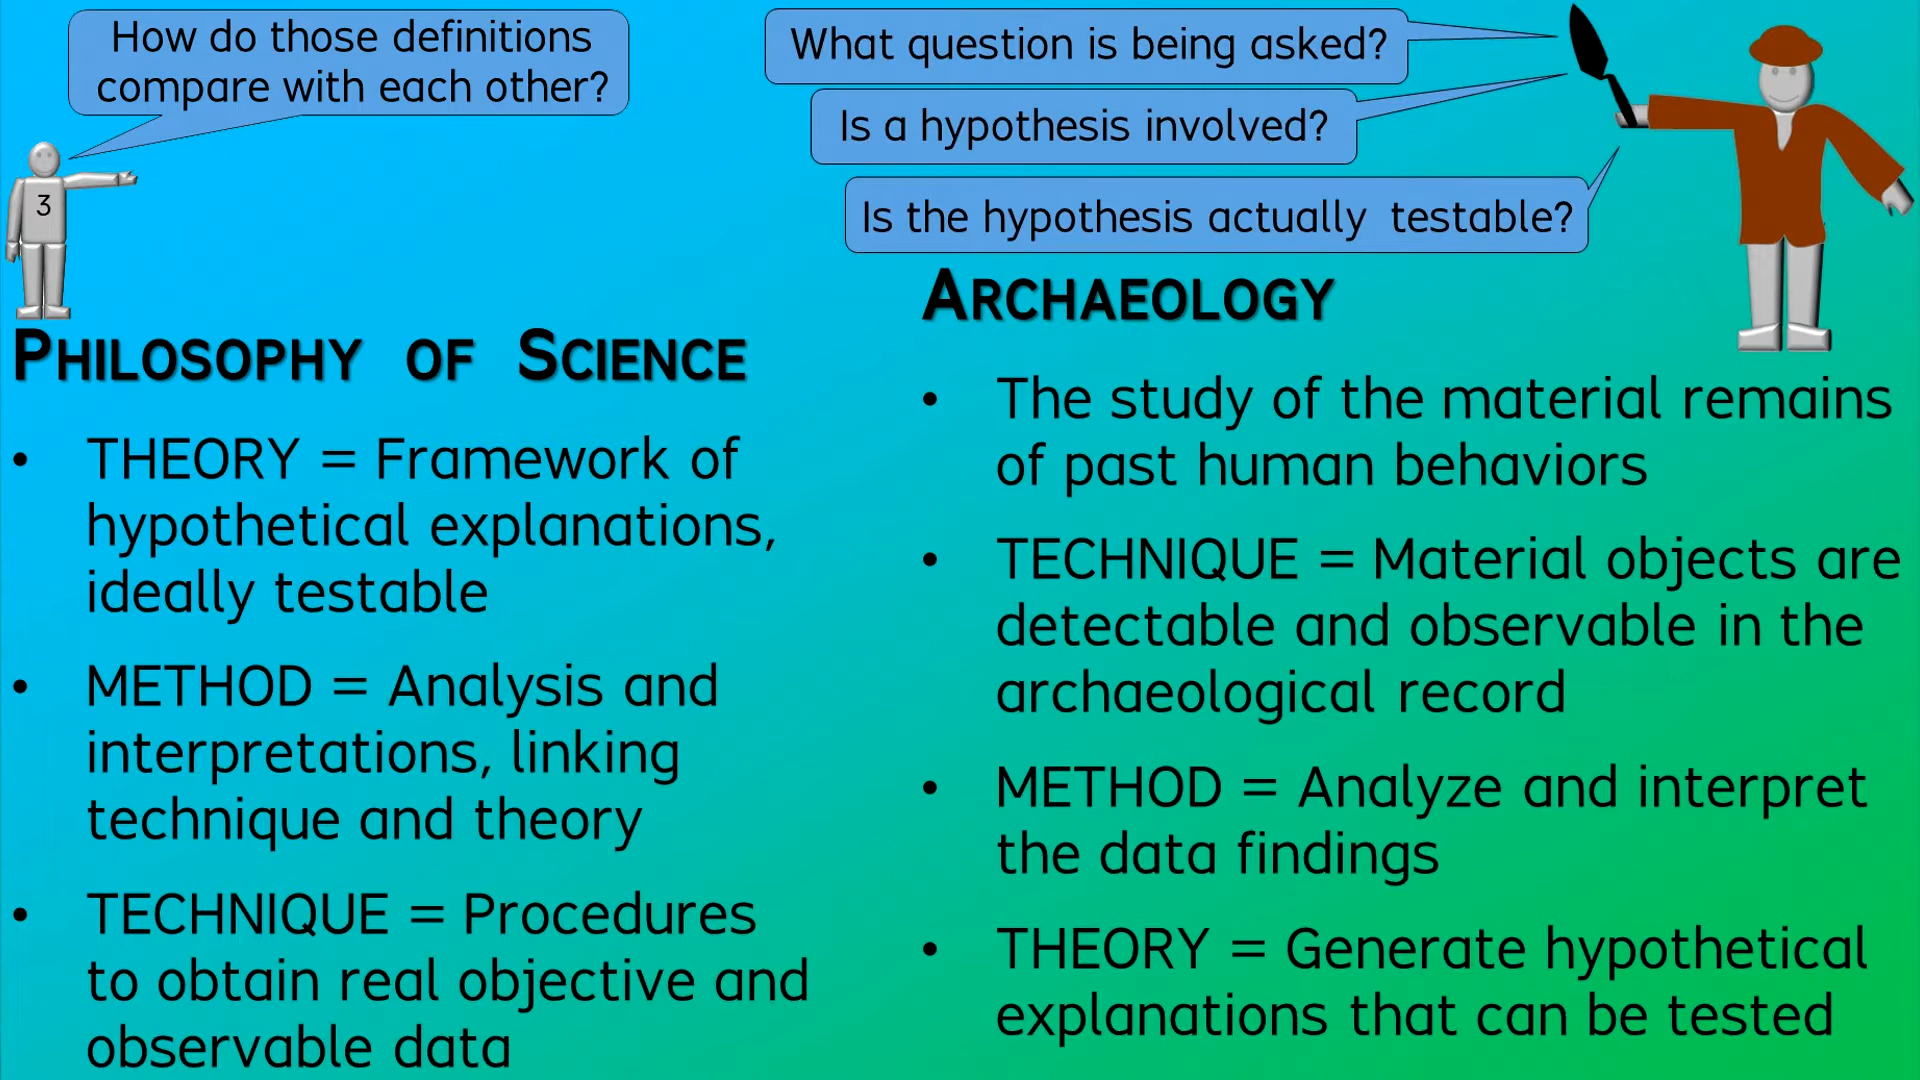 How do those definitions
compare with each other?
3
What question is being asked?
Is a hypothesis involved?
Is the hypothesis actually testable?
PHILOSOPHY OF SCIENCE
• THEORY = Framework of
hypothetical explanations,
ideally testable
• METHOD = Analysis and
interpretations, linking
technique and theory
• TECHNIQUE = Procedures
to obtain real objective and
observable data
ARCHAEOLOGY
• The study of the material remains
of past human behaviors
• TECHNIQUE = Material objects are
detectable and observable in the
archaeological record
• METHOD = Analyze and interpret
the data findings
• THEORY = Generate hypothetical
explanations that can be tested